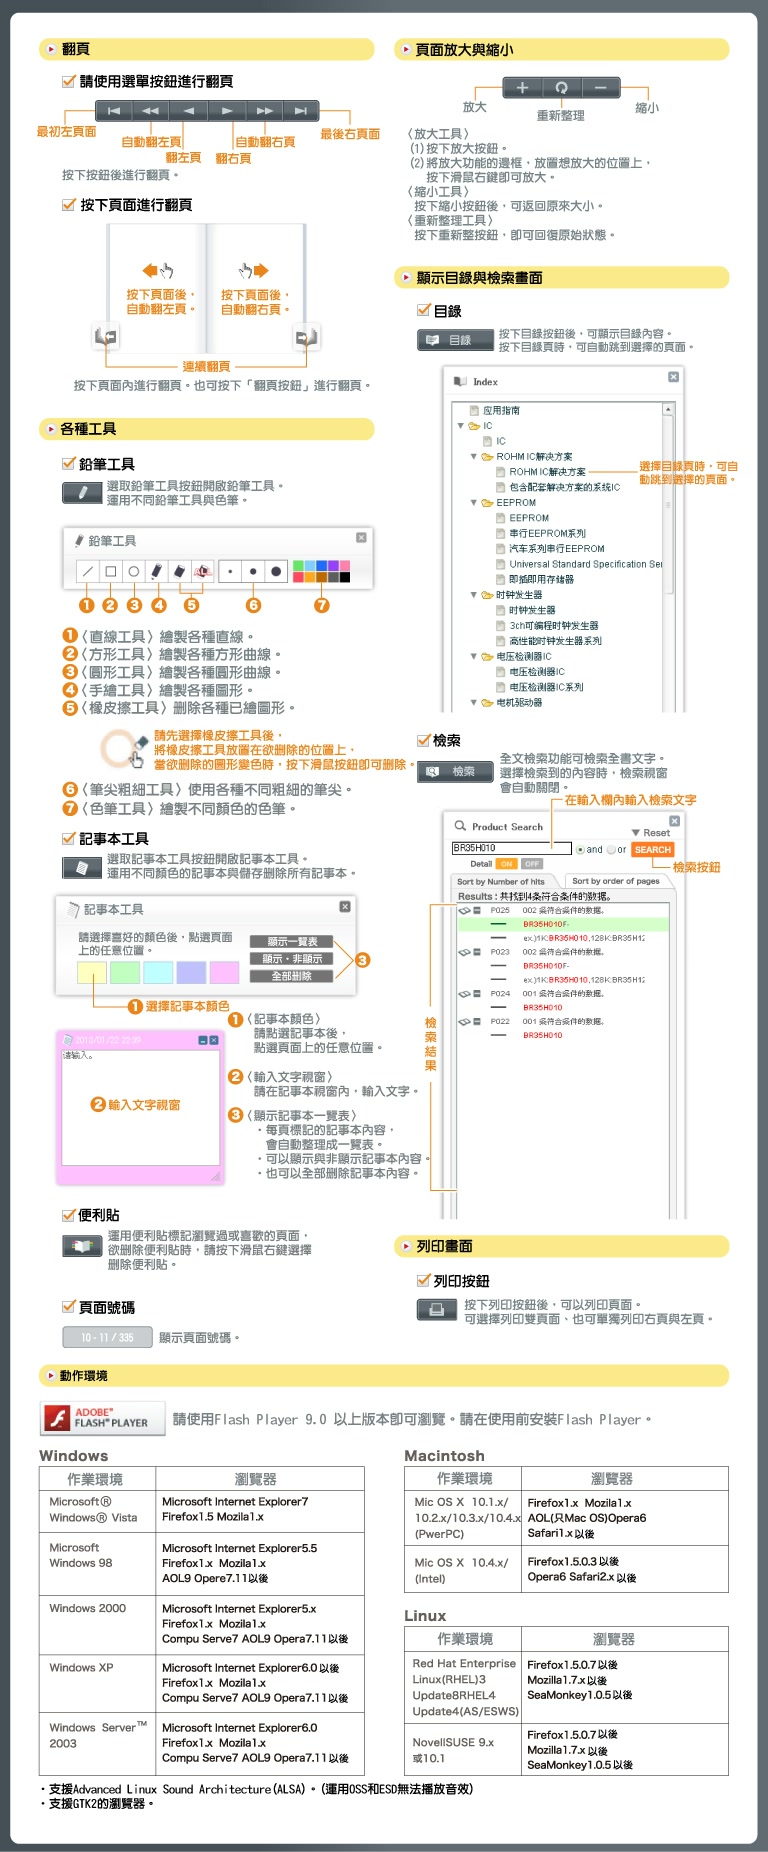 翻頁
請使用選單按鈕進行翻頁
最初左頁面
自動翻左頁
翻左頁
翻右頁
自動翻右頁
最後右頁面
按下按鈕後進行翻頁。
按下頁面進行翻頁
按下頁面後，
自動翻左頁。
按下頁面後，
自動翻右頁。
連續翻頁
按下頁面內進行翻頁。也可按下「翻頁按鈕」進行翻頁。
各種工具
鉛筆工具
選取鉛筆工具按鈕開啟鉛筆工具。
運用不同鉛筆工具與色筆。
鉛筆工具
1 2 3 4 5 6 7
1〈直線工具〉繪製各種直線。
2〈方形工具〉繪製各種方形曲線。
3〈圓形工具〉繪製各種圓形曲線。
4〈手繪工具〉繪製各種圖形。
5〈橡皮擦工具〉刪除各種已繪圖形。
請先選擇橡皮擦工具後，
將橡皮擦工具放置在欲刪除的位置上，
當欲刪除的圖形變色時，按下滑鼠按鈕卽可刪除。
6〈筆尖粗細工具〉使用各種不同粗細的筆尖。
7〈色筆工具〉繪製不同顏色的色筆。
記事本工具
選取記事本工具按鈕開啟記事本工具。
運用不同顏色的記事本與儲存刪除所有記事本。
記事本工具
請選擇喜好的顏色後，點選頁面
上的任意位置。
顯示一覽表
顯示・非顯示
全部刪除
3
1 選擇記事本顏色
2013/01/22 22:39
请输入。
2 輸入文字視窗
1〈記事本顏色〉
請點選記事本後，
點選頁面上的任意位置。
2〈輸入文字視窗〉
請在記事本視窗內，輸入文字。
3〈顯示記事本一覽表〉
・每頁標記的記事本內容，
會自動整理成一覽表。
・可以顯示與非顯示記事本內容。
・也可以全部刪除記事本內容。
便利貼
運用便利貼標記瀏覽過或喜歡的頁面，
欲刪除便利貼時，請按下滑鼠右鍵選擇
刪除便利貼。
頁面號碼
10 - 11 / 335
顯示頁面號碼。
頁面放大與縮小
放大
重新整理
縮小
〈放大工具〉
(1)按下放大按鈕。
(2)將放大功能的邊框，放置想放大的位置上，
按下滑鼠右鍵卽可放大。
〈縮小工具〉
按下縮小按鈕後，可返回原來大小。
〈重新整理工具〉
按下重新整按鈕，卽可回復原始狀態。
顯示目錄與檢索畫面
目錄
目錄
按下目錄按鈕後，可顯示目錄內容。
按下目錄頁時，可自動跳到選擇的頁面。
Index
应用指南
IC
IC
ROHM IC解决方案
ROHM IC解决方案
包含配套解决方案的系统IC
EEPROM
EEPROM
串行EEPROM系列
汽车系列串行EEPROM
Universal Standard Specification Ser
即插即用存储器
时钟发生器
时钟发生器
3ch可编程时钟发生器
高性能时钟发生器系列
电压检测器IC
电压检测器IC
电压检测器IC系列
电机驱动器
選擇目錄頁時，可自
動跳到選擇的頁面。
檢索
檢索
全文檢索功能可檢索全書文字。
選擇檢索到的內容時，檢索視窗
會自動關閉。
在輸入欄內輸入檢索文字
Product Search
Reset
BR35H010
and or SEARCH
Detail ON OFF
檢索按鈕
Sort by Number of hits
Sort by order of pages
Results : 共找到4条符合条件的数据。
P025 002 条符合条件的数据。
BR35H010F-
ex.)1K:BR35H010,128K:BR35H12
P023 002 条符合条件的数据。
BR35H010F-
ex.)1K:BR35H010,128K:BR35H12
P024 001 条符合条件的数据。
BR35H010
P022 001 条符合条件的数据。
BR35H010
檢索結果
列印畫面
列印按鈕
按下列印按鈕後，可以列印頁面。
可選擇列印雙頁面、也可單獨列印右頁與左頁。
動作環境
ADOBE® FLASH® PLAYER
請使用Flash Player 9.0 以上版本卽可瀏覽。請在使用前安裝Flash Player。
Windows
作業環境 瀏覽器
Microsoft® Windows® Vista
Microsoft Internet Explorer7
Firefox1.5 Mozila1.x
Microsoft Windows 98
Microsoft Internet Explorer5.5
Firefox1.x Mozila1.x
AOL9 Opere7.11以後
Windows 2000
Microsoft Internet Explorer5.x
Firefox1.x Mozila1.x
Compu Serve7 AOL9 Opera7.11以後
Windows XP
Microsoft Internet Explorer6.0以後
Firefox1.x Mozila1.x
Compu Serve7 AOL9 Opera7.11以後
Windows Server™ 2003
Microsoft Internet Explorer6.0
Firefox1.x Mozila1.x
Compu Serve7 AOL9 Opera7.11以後
Macintosh
作業環境 瀏覽器
Mic OS X 10.1.x/
10.2.x/10.3.x/10.4.x
(PwerPC)
Firefox1.x Mozila1.x
AOL(只Mac OS)Opera6
Safari1.x以後
Mic OS X 10.4.x/
(Intel)
Firefox1.5.0.3以後
Opera6 Safari2.x以後
Linux
作業環境 瀏覽器
Red Hat Enterprise
Linux(RHEL)3
Update8RHEL4
Update4(AS/ESWS)
Firefox1.5.0.7以後
Mozilla1.7.x以後
SeaMonkey1.0.5以後
NovellSUSE 9.x
或10.1
Firefox1.5.0.7以後
Mozilla1.7.x以後
SeaMonkey1.0.5以後
・支援Advanced Linux Sound Architecture(ALSA)。(運用OSS和ESD無法播放音效)
・支援GTK2的瀏覽器。